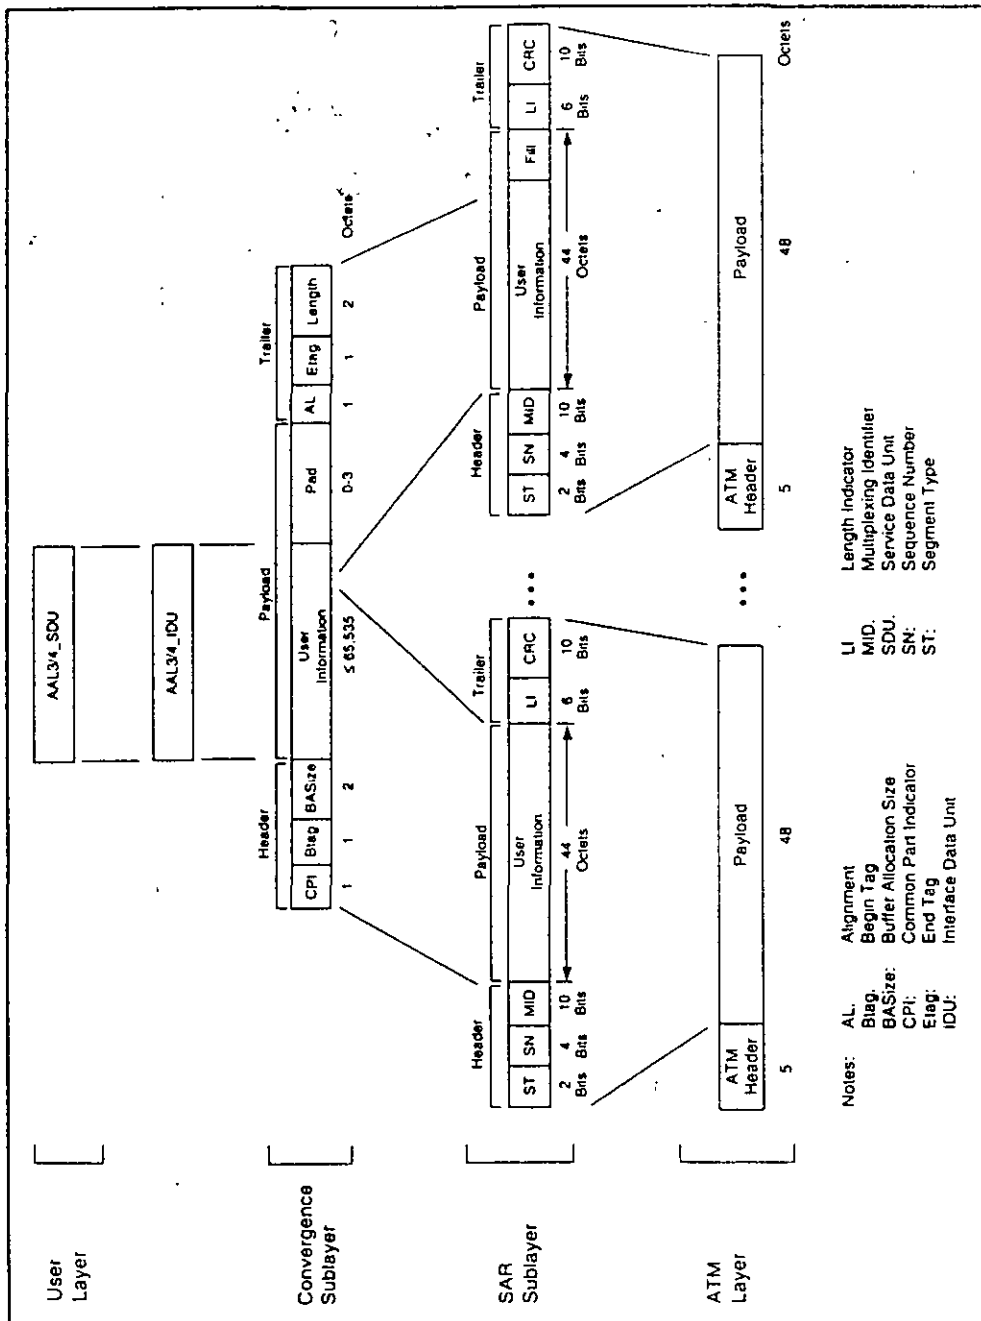 User
Layer
AAL3/4_SDU
AAL3/4_IDU
Convergence
Sublayer
Header
Payload
Trailer
CPI Btag BASize User Information Pad AL Etag Length
1 1 2 ≤ 65,535 0-3 1 1 2 Octets
SAR
Sublayer
Header Payload Trailer Header Payload Trailer
ST SN MID User Information LI CRC ... ST SN MID User Information Fill LI CRC
2 Bits 4 Bits 10 Bits 44 Octets 6 Bits 10 Bits 2 Bits 4 Bits 10 Bits 44 Octets 6 Bits 10 Bits
ATM
Layer
ATM Header Payload ... ATM Header Payload
5 48 5 48 Octets
Notes:
AL. Alignment
Btag. Begin Tag
BASize: Buffer Allocation Size
CPI: Common Part Indicator
Etag: End Tag
IDU: Interface Data Unit
LI Length Indicator
MID. Multiplexing Identifier
SDU. Service Data Unit
SN: Sequence Number
ST: Segment Type